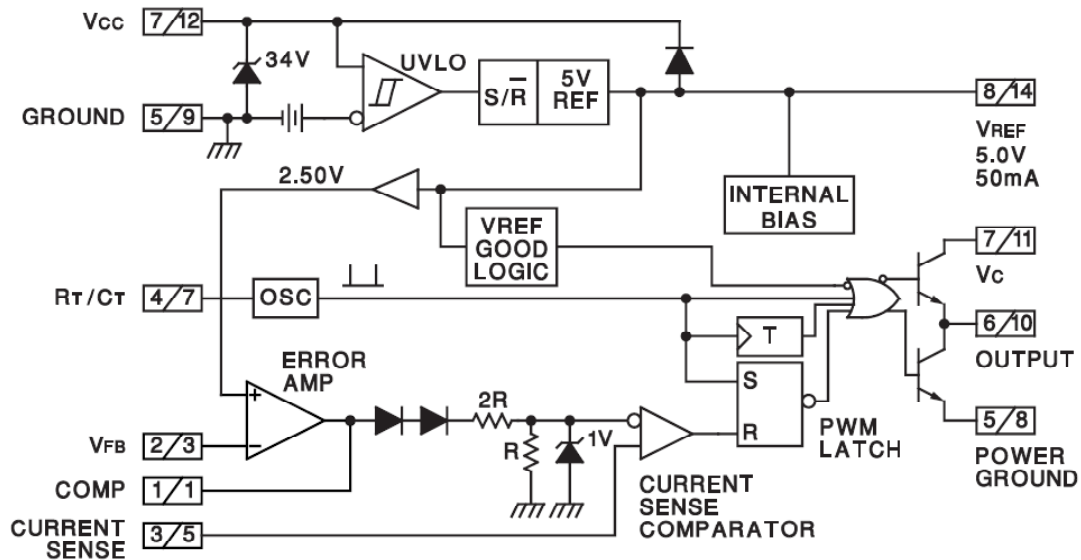 VCC 7/12
34V
UVLO
S/R̅
5V
REF
GROUND 5/9
8/14
VREF
5.0V
50mA
2.50V
INTERNAL
BIAS
VREF
GOOD
LOGIC
7/11
VC
RT/CT 4/7
OSC
T
6/10
OUTPUT
ERROR
AMP
+
−
2R
S
R
1V
R
PWM
LATCH
VFB 2/3
5/8
POWER
GROUND
COMP 1/1
CURRENT
SENSE
COMPARATOR
CURRENT
SENSE
3/5